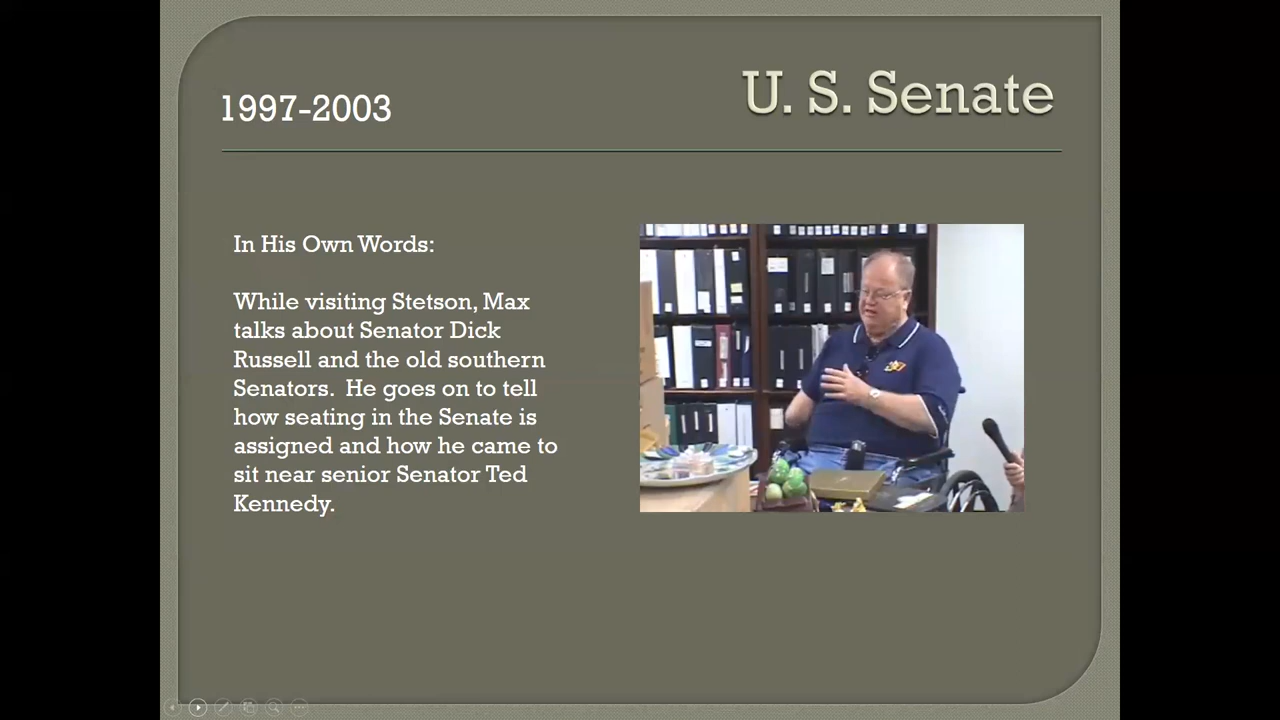 1997-2003
U. S. Senate
In His Own Words:
While visiting Stetson, Max
talks about Senator Dick
Russell and the old southern
Senators.  He goes on to tell
how seating in the Senate is
assigned and how he came to
sit near senior Senator Ted
Kennedy.